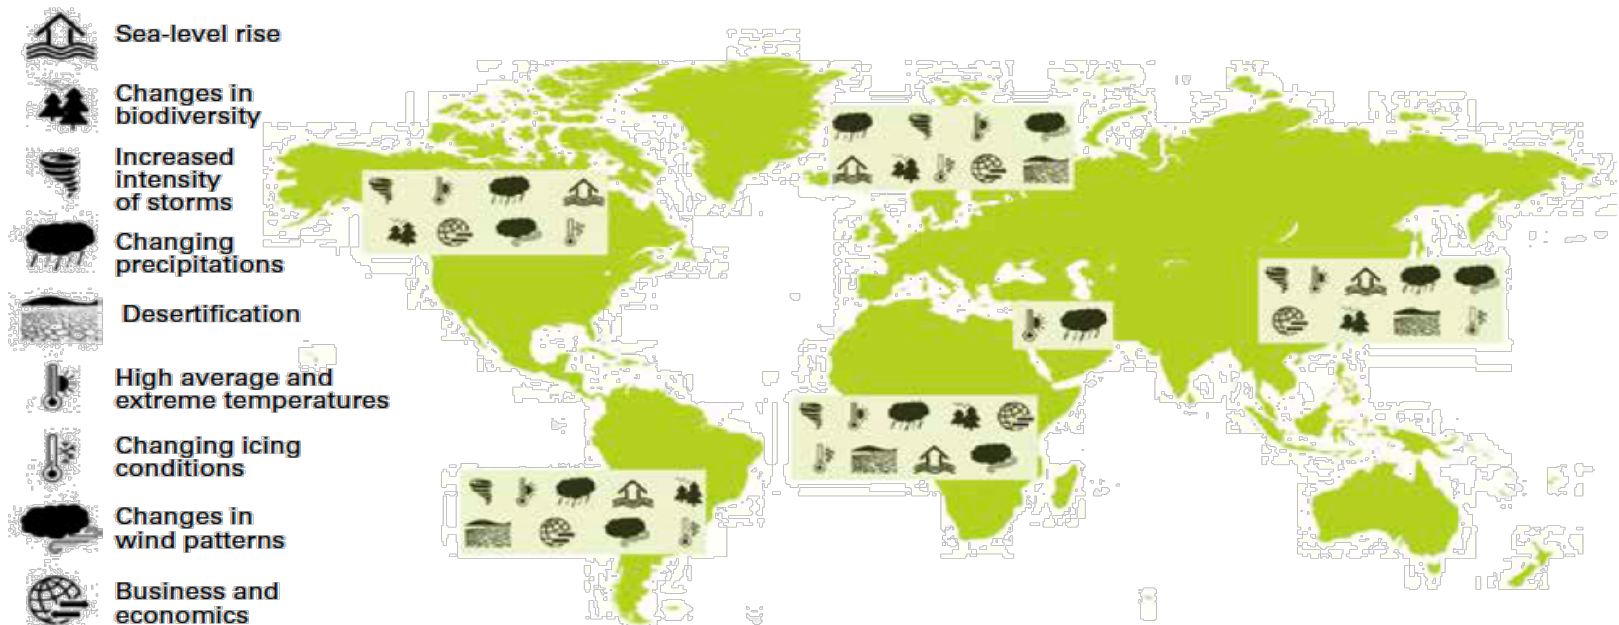 Sea-level rise
Changes in
biodiversity
Increased
intensity
of storms
Changing
precipitations
Desertification
High average and
extreme temperatures
Changing icing
conditions
Changes in
wind patterns
Business and
economics